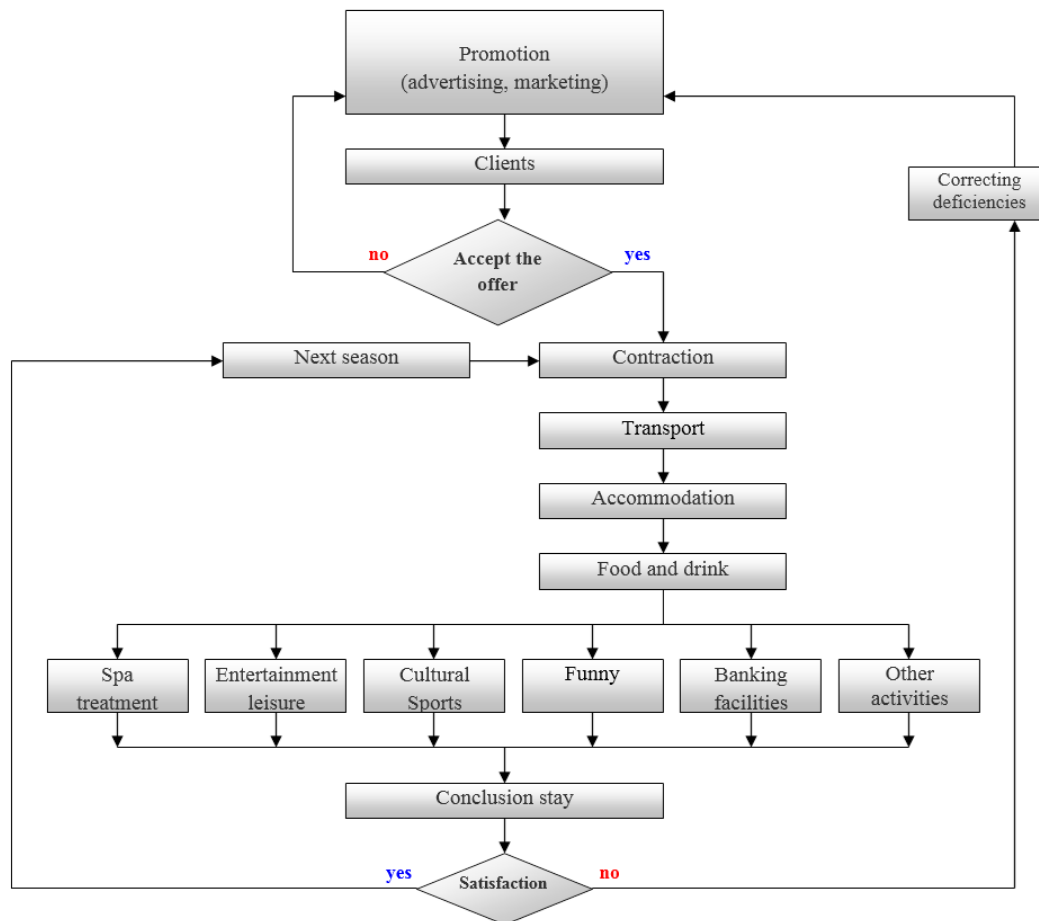 Promotion
(advertising, marketing)
Clients
Correcting
deficiencies
no
Accept the
offer
yes
Next season
Contraction
Transport
Accommodation
Food and drink
Spa
treatment
Entertainment
leisure
Cultural
Sports
Funny
Banking
facilities
Other
activities
Conclusion stay
yes
Satisfaction
no